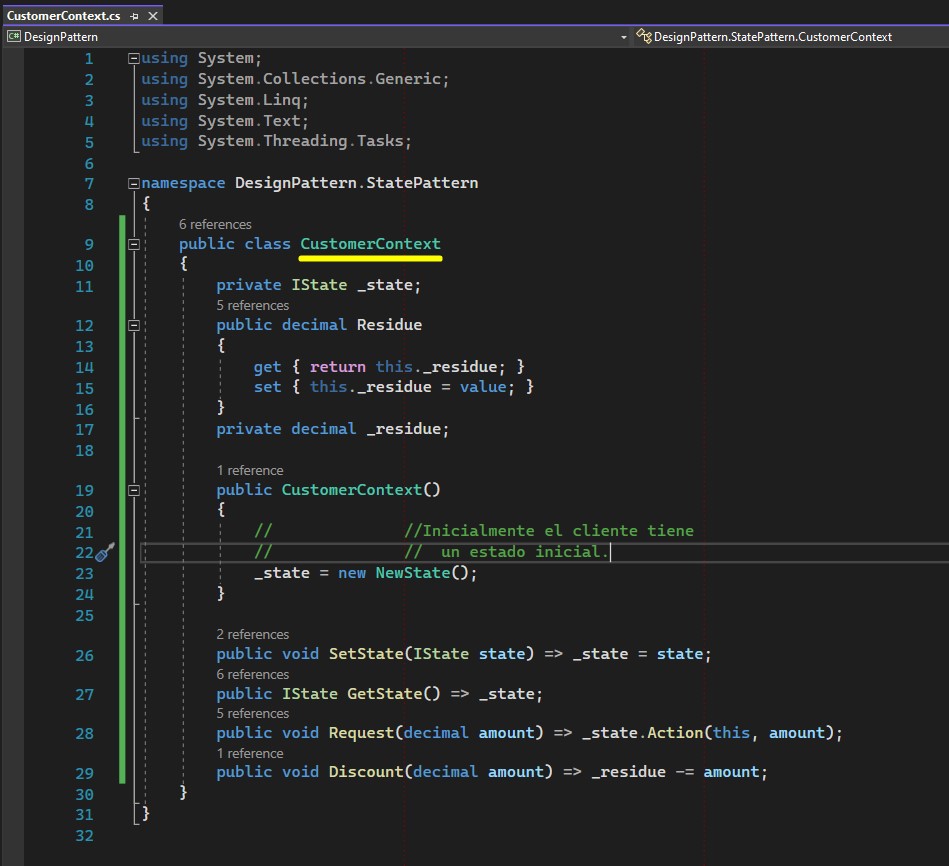 CustomerContext.cs
C# DesignPattern DesignPattern.StatePattern.CustomerContext
1 using System;
2 using System.Collections.Generic;
3 using System.Linq;
4 using System.Text;
5 using System.Threading.Tasks;
6
7 namespace DesignPattern.StatePattern
8 {
6 references
9 public class CustomerContext
10 {
11 private IState _state;
5 references
12 public decimal Residue
13 {
14 get { return this._residue; }
15 set { this._residue = value; }
16 }
17 private decimal _residue;
18
1 reference
19 public CustomerContext()
20 {
21 // //Inicialmente el cliente tiene
22 // // un estado inicial.
23 _state = new NewState();
24 }
25
2 references
26 public void SetState(IState state) => _state = state;
6 references
27 public IState GetState() => _state;
5 references
28 public void Request(decimal amount) => _state.Action(this, amount);
1 reference
29 public void Discount(decimal amount) => _residue -= amount;
30 }
31 }
32